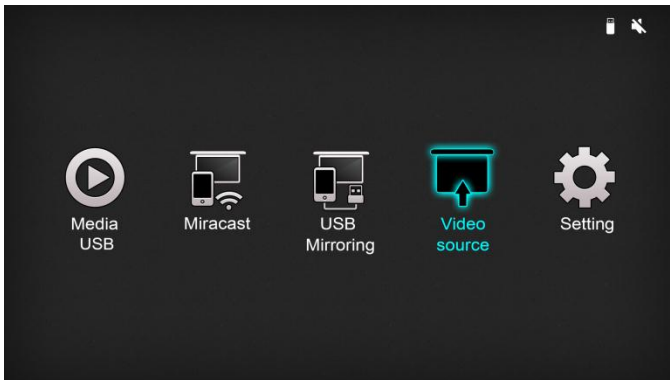 Media
USB
Miracast
USB
Mirroring
Video
source
Setting